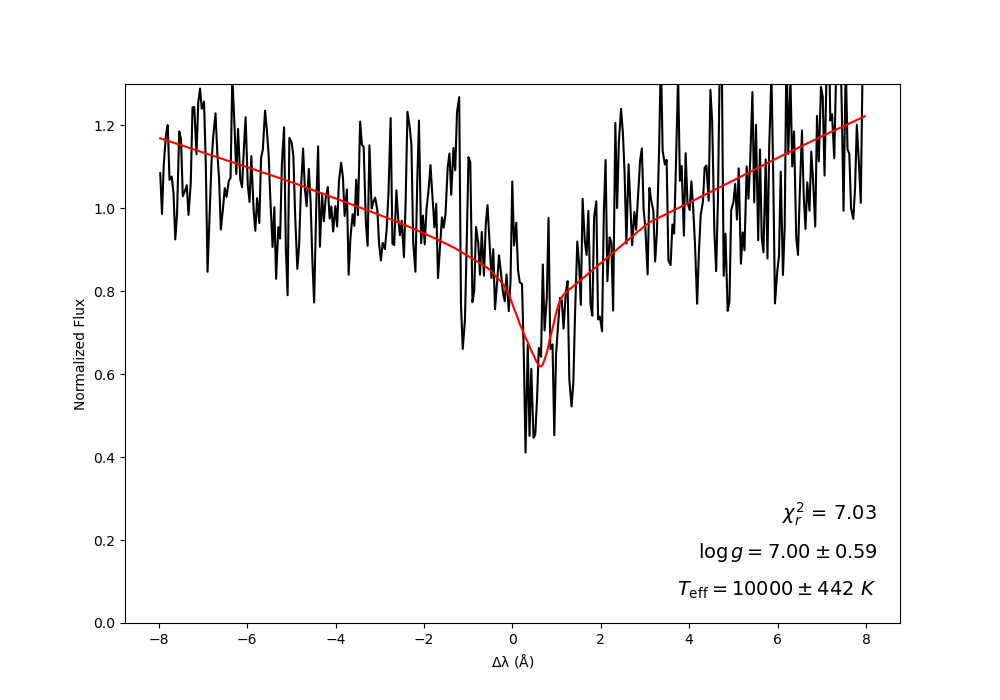 1.2
1.0
0.8
0.6
0.4
0.2
0.0
Normalized Flux
χ²ᵣ = 7.03
log g = 7.00 ± 0.59
T_eff = 10000 ± 442 K
−8 −6 −4 −2 0 2 4 6 8
Δλ (Å)